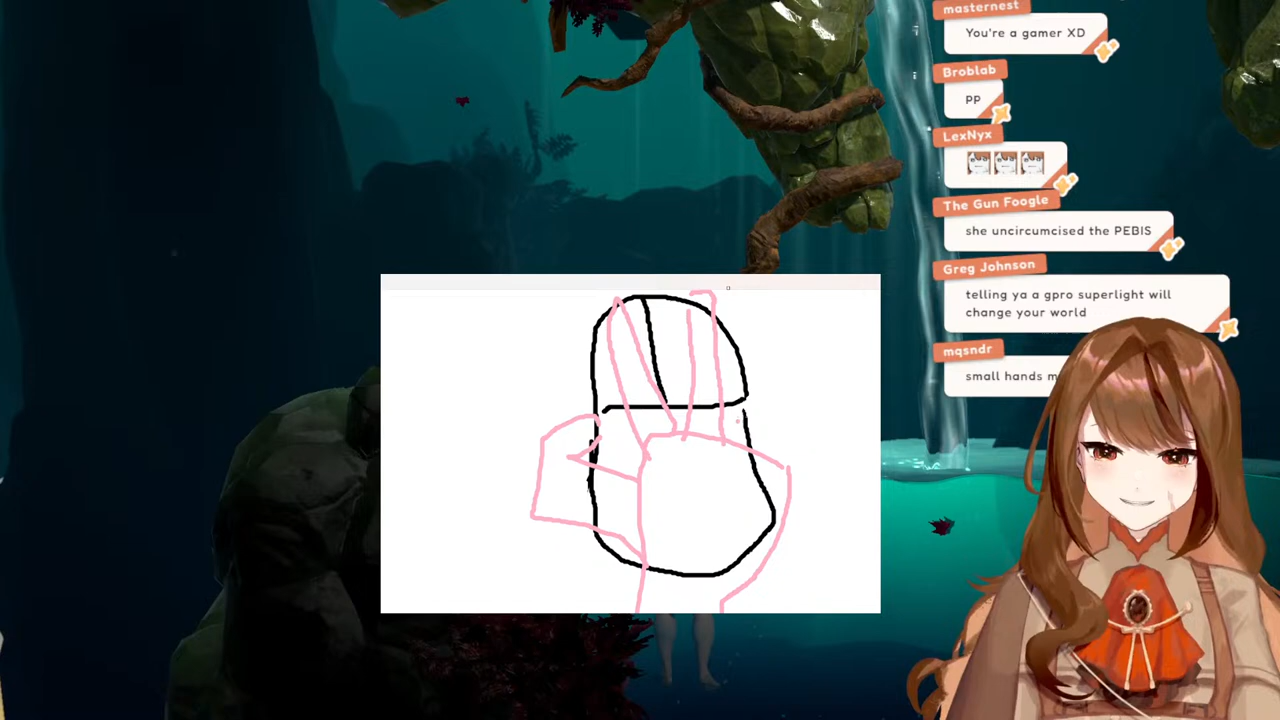 masternest
You're a gamer XD
Broblab
PP
LexNyx
The Gun Foogle
she uncircumcised the PEBIS
Greg Johnson
telling ya a gpro superlight will
change your world
mqsndr
small hands m